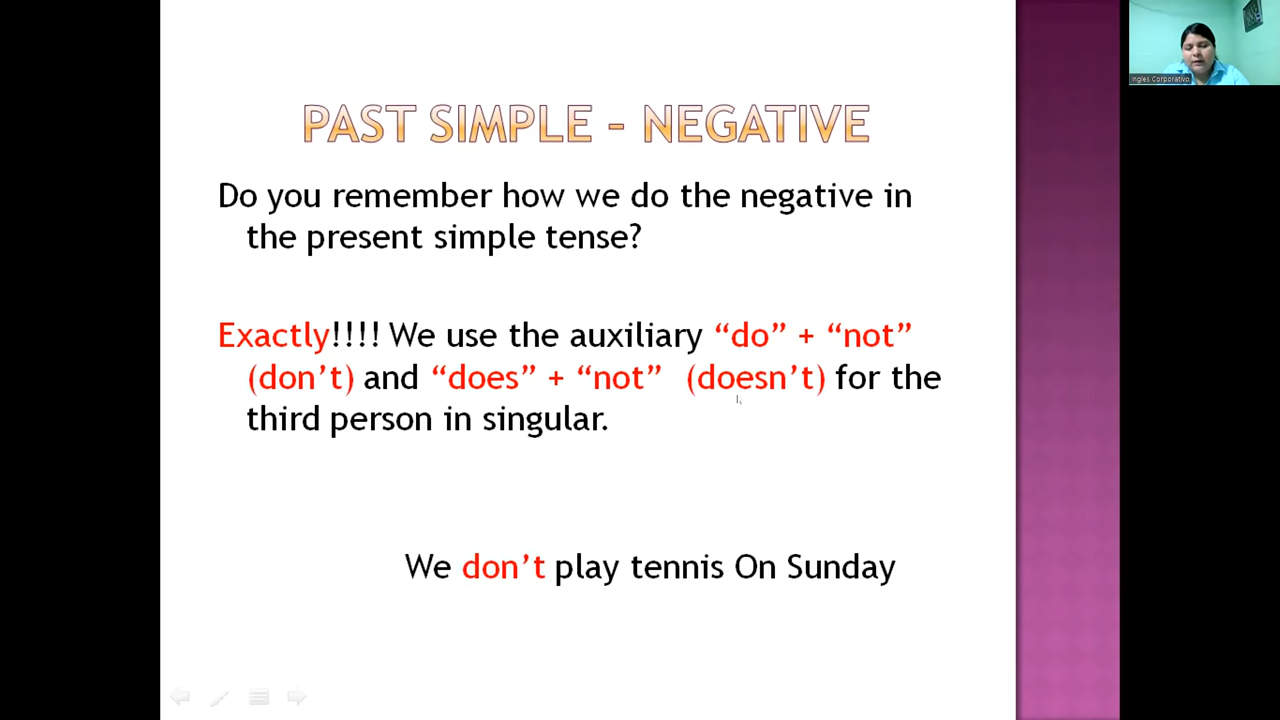 PAST SIMPLE - NEGATIVE
Do you remember how we do the negative in
the present simple tense?
Exactly!!!! We use the auxiliary “do” + “not”
(don’t) and “does” + “not” (doesn’t) for the
third person in singular.
We don’t play tennis On Sunday
Ingles Corporativo